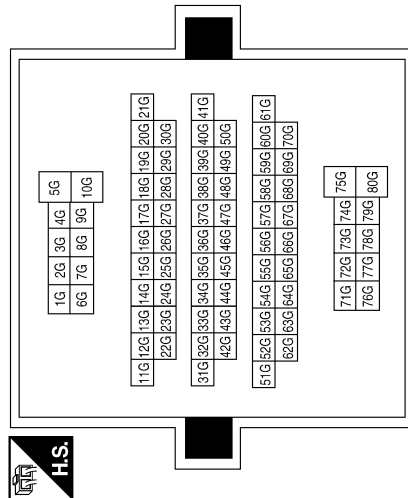 H.S.
1G 2G 3G 4G 5G
6G 7G 8G 9G 10G
11G 12G 13G 14G 15G 16G 17G 18G 19G 20G 21G
22G 23G 24G 25G 26G 27G 28G 29G 30G
31G 32G 33G 34G 35G 36G 37G 38G 39G 40G 41G
42G 43G 44G 45G 46G 47G 48G 49G 50G
51G 52G 53G 54G 55G 56G 57G 58G 59G 60G 61G
62G 63G 64G 65G 66G 67G 68G 69G 70G
71G 72G 73G 74G 75G
76G 77G 78G 79G 80G